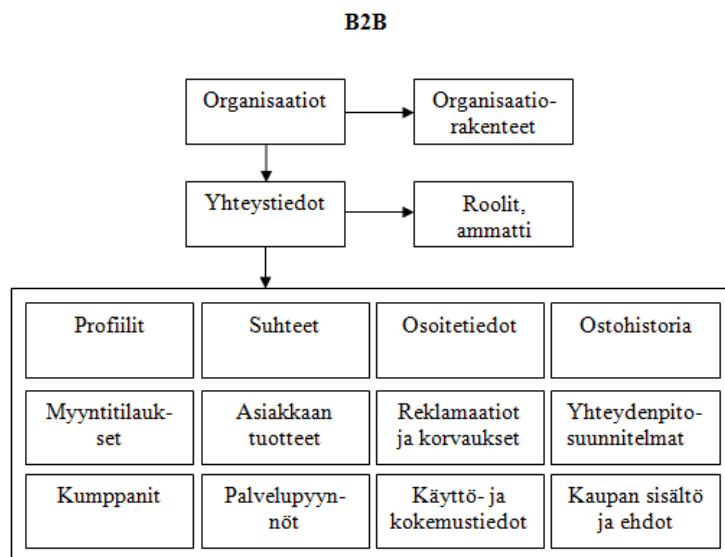 B2B
Organisaatiot
Organisaatio-
rakenteet
Yhteystiedot
Roolit,
ammatti
Profiilit
Suhteet
Osoitetiedot
Ostohistoria
Myyntitilauk-
set
Asiakkaan
tuotteet
Reklamaatiot
ja korvaukset
Yhteydenpito-
suunnitelmat
Kumppanit
Palvelupyyn-
nöt
Käyttö- ja
kokemustiedot
Kaupan sisältö
ja ehdot